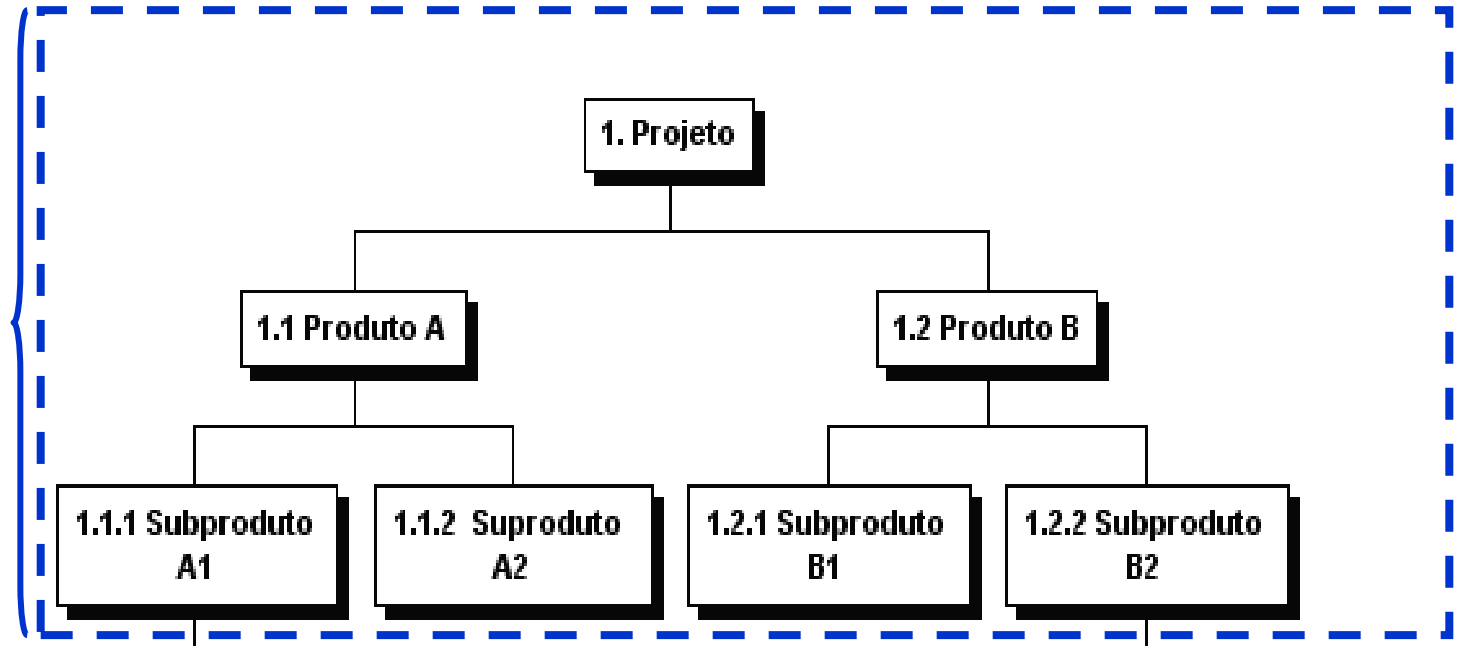 1. Projeto
1.1 Produto A
1.2 Produto B
1.1.1 Subproduto
A1
1.1.2 Suproduto
A2
1.2.1 Subproduto
B1
1.2.2 Subproduto
B2